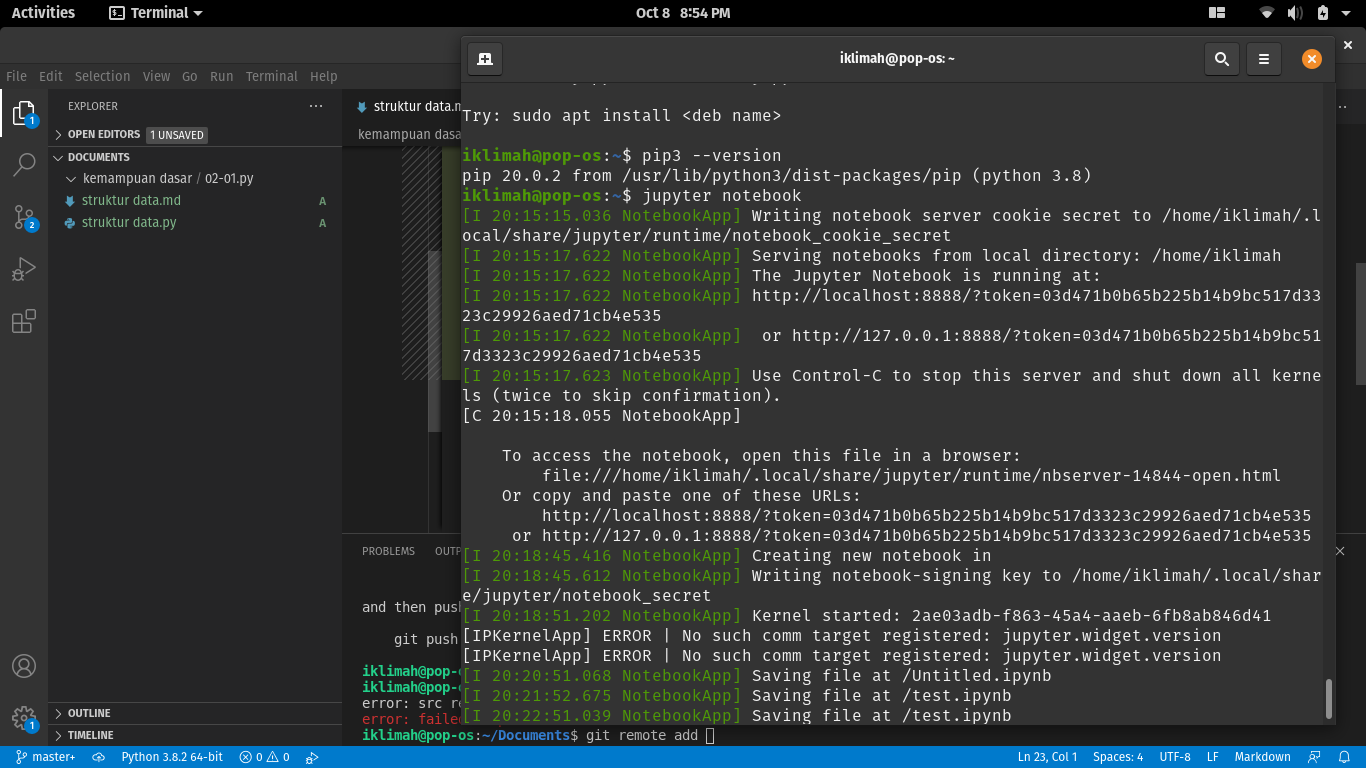 Activities
Terminal
Oct 8 8:54 PM
File Edit Selection View Go Run Terminal Help
EXPLORER
OPEN EDITORS 1 UNSAVED
DOCUMENTS
kemampuan dasar / 02-01.py
struktur data.md A
struktur data.py A
OUTLINE
TIMELINE
1
2
1
struktur data.m
kemampuan dasa
PROBLEMS OUTP
and then push
git push
iklimah@pop-o
iklimah@pop-o
error: src re
error: failed
iklimah@pop-os:~/Documents$ git remote add
iklimah@pop-os: ~
Try: sudo apt install <deb name>
iklimah@pop-os:~$ pip3 --version
pip 20.0.2 from /usr/lib/python3/dist-packages/pip (python 3.8)
iklimah@pop-os:~$ jupyter notebook
[I 20:15:15.036 NotebookApp] Writing notebook server cookie secret to /home/iklimah/.l
ocal/share/jupyter/runtime/notebook_cookie_secret
[I 20:15:17.622 NotebookApp] Serving notebooks from local directory: /home/iklimah
[I 20:15:17.622 NotebookApp] The Jupyter Notebook is running at:
[I 20:15:17.622 NotebookApp] http://localhost:8888/?token=03d471b0b65b225b14b9bc517d33
23c29926aed71cb4e535
[I 20:15:17.622 NotebookApp]  or http://127.0.0.1:8888/?token=03d471b0b65b225b14b9bc51
7d3323c29926aed71cb4e535
[I 20:15:17.623 NotebookApp] Use Control-C to stop this server and shut down all kerne
ls (twice to skip confirmation).
[C 20:15:18.055 NotebookApp]
To access the notebook, open this file in a browser:
file:///home/iklimah/.local/share/jupyter/runtime/nbserver-14844-open.html
Or copy and paste one of these URLs:
http://localhost:8888/?token=03d471b0b65b225b14b9bc517d3323c29926aed71cb4e535
or http://127.0.0.1:8888/?token=03d471b0b65b225b14b9bc517d3323c29926aed71cb4e535
[I 20:18:45.416 NotebookApp] Creating new notebook in
[I 20:18:45.612 NotebookApp] Writing notebook-signing key to /home/iklimah/.local/shar
e/jupyter/notebook_secret
[I 20:18:51.202 NotebookApp] Kernel started: 2ae03adb-f863-45a4-aaeb-6fb8ab846d41
[IPKernelApp] ERROR | No such comm target registered: jupyter.widget.version
[IPKernelApp] ERROR | No such comm target registered: jupyter.widget.version
[I 20:20:51.068 NotebookApp] Saving file at /Untitled.ipynb
[I 20:21:52.675 NotebookApp] Saving file at /test.ipynb
[I 20:22:51.039 NotebookApp] Saving file at /test.ipynb
master+ Python 3.8.2 64-bit 0 0 Ln 23, Col 1 Spaces: 4 UTF-8 LF Markdown